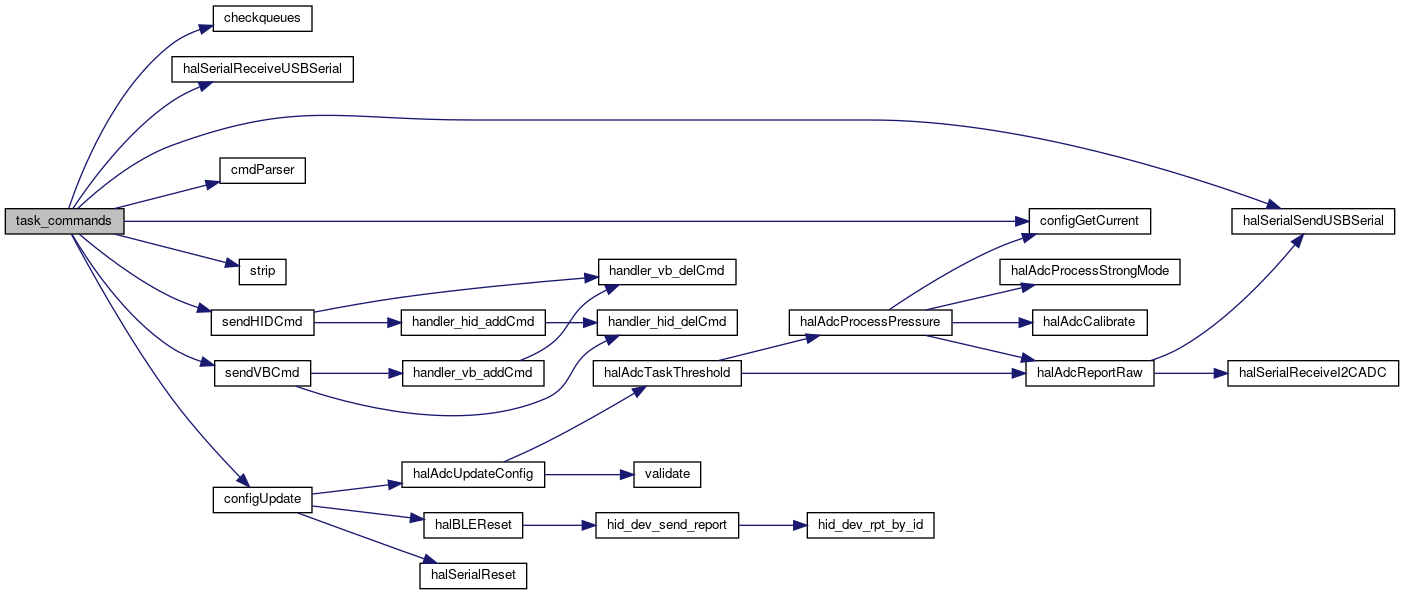 checkqueues
halSerialReceiveUSBSerial
cmdParser
task_commands
configGetCurrent
halSerialSendUSBSerial
strip
handler_vb_delCmd
halAdcProcessStrongMode
sendHIDCmd
handler_hid_addCmd
handler_hid_delCmd
halAdcProcessPressure
halAdcCalibrate
sendVBCmd
handler_vb_addCmd
halAdcTaskThreshold
halAdcReportRaw
halSerialReceiveI2CADC
halAdcUpdateConfig
validate
configUpdate
halBLEReset
hid_dev_send_report
hid_dev_rpt_by_id
halSerialReset